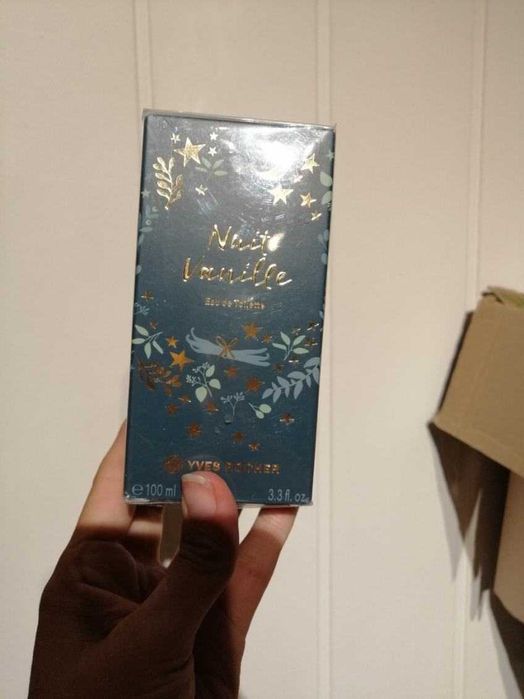 Nuit
Vanille
Eau de Toilette
YVES ROCHER
℮ 100 ml
3.3 fl. oz.